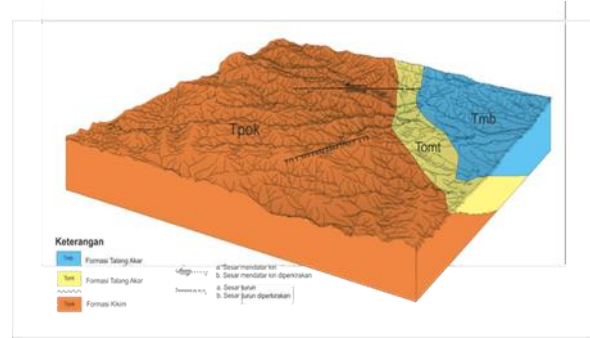 Tpok
Tomt
Tmb
Keterangan
Tmb Formasi Talang Akar
Tomt Formasi Talang Akar
Tpok Formasi Kikim
a. Sesar mendatar kiri
b. Sesar mendatar kiri diperkirakan
a. Sesar turun
b. Sesar turun diperkirakan